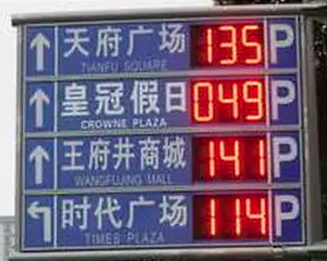 天府广场 135 P
TIANFU SQUARE
皇冠假日 049 P
CROWNE PLAZA
王府井商城 141 P
WANGFUJING MALL
时代广场 114 P
TIMES PLAZA